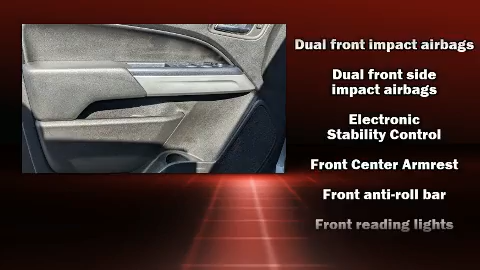 Dual front impact airbags
Dual front side
impact airbags
Electronic
Stability Control
Front Center Armrest
Front anti-roll bar
Front reading lights